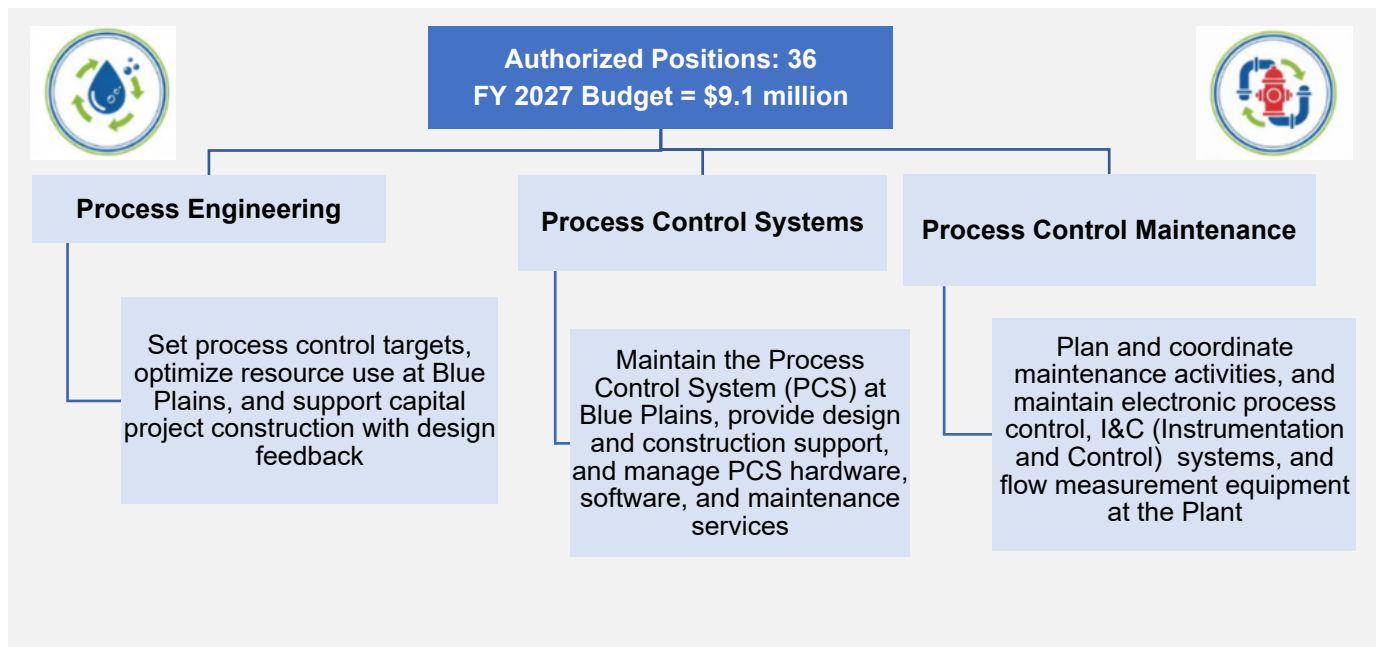 Authorized Positions: 36
FY 2027 Budget = $9.1 million
Process Engineering
Set process control targets,
optimize resource use at Blue
Plains, and support capital
project construction with design
feedback
Process Control Systems
Maintain the Process
Control System (PCS) at
Blue Plains, provide design
and construction support,
and manage PCS hardware,
software, and maintenance
services
Process Control Maintenance
Plan and coordinate
maintenance activities, and
maintain electronic process
control, I&C (Instrumentation
and Control)  systems, and
flow measurement equipment
at the Plant